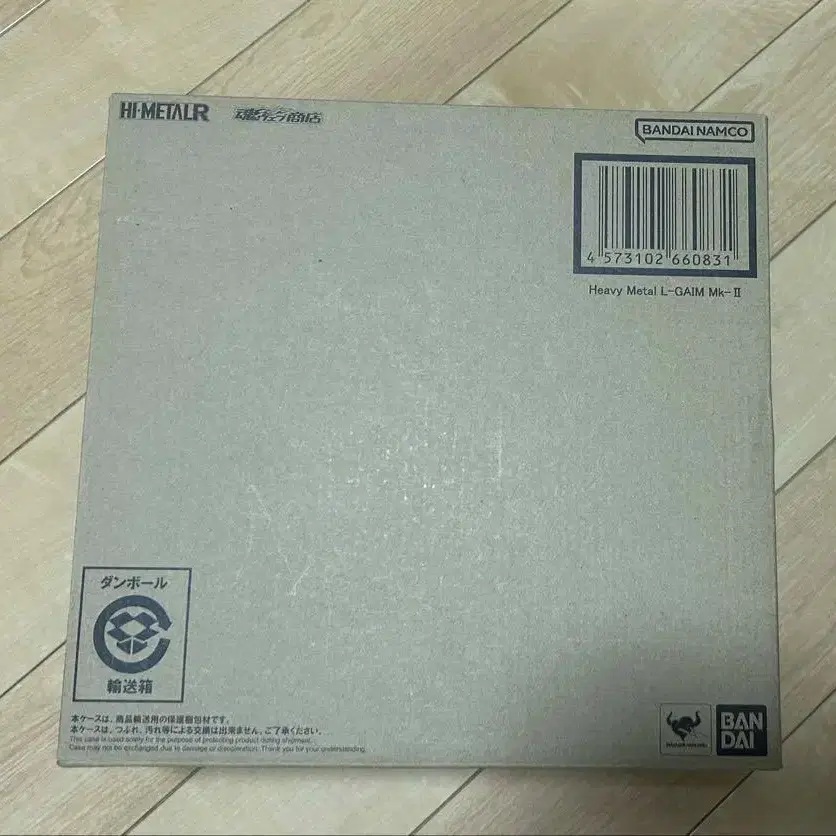 HI-METAL R
魂ウェブ商店
BANDAI NAMCO
4 573102 660831
Heavy Metal L-GAIM Mk-Ⅱ
ダンボール
輸送箱
本ケースは、商品輸送用の保護梱包材です。
本ケースは、つぶれ、汚れ等による交換は出来ません。ご了承ください。
This case is used solely for the purpose of protecting product during shipment.
Case may not be exchanged due to damage or discoloration. Thank you for your understanding.
BAN
DAI